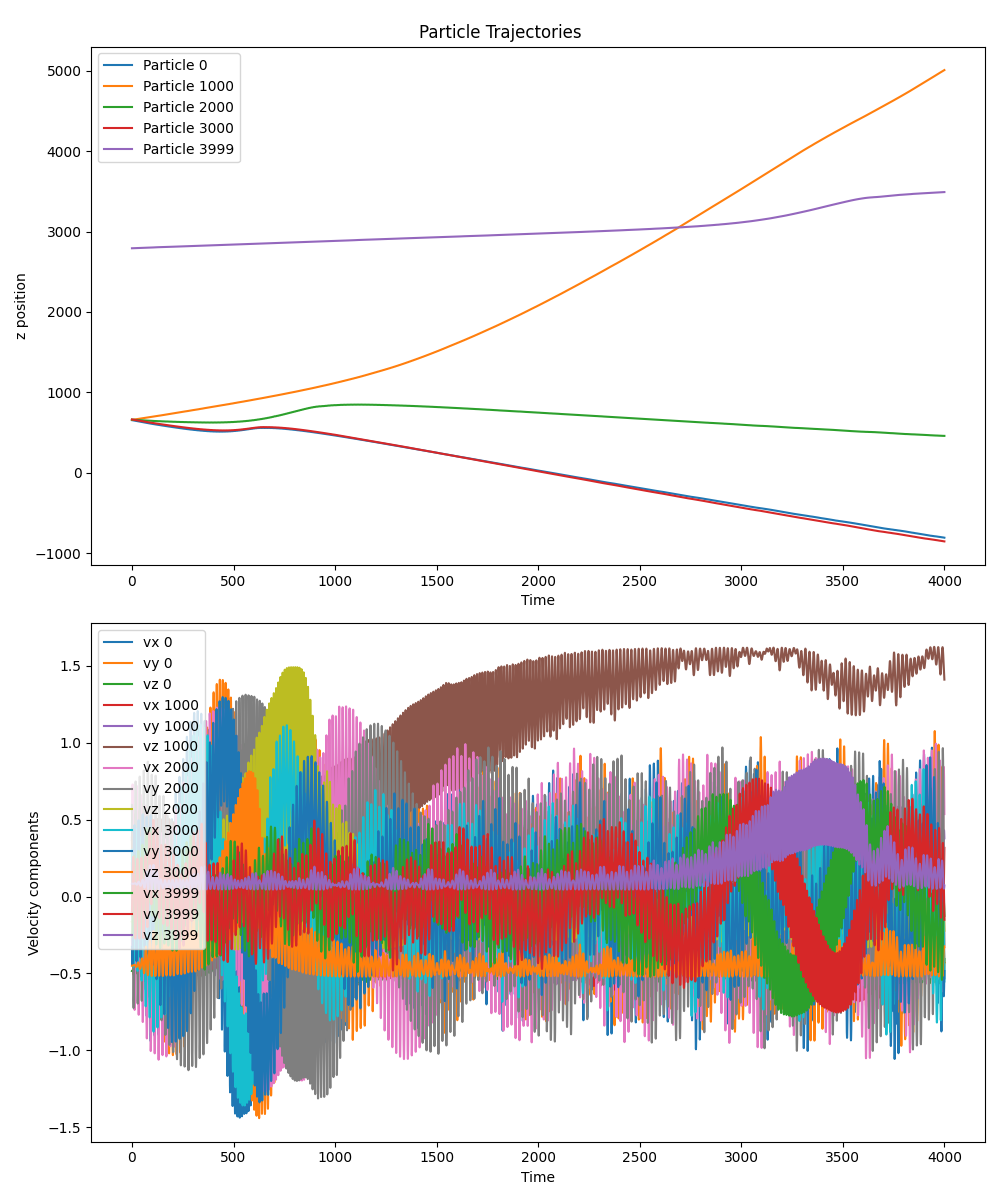 Particle Trajectories
Particle 0
Particle 1000
Particle 2000
Particle 3000
Particle 3999
5000
4000
3000
2000
1000
0
−1000
z position
0 500 1000 1500 2000 2500 3000 3500 4000
Time
vx 0
vy 0
vz 0
vx 1000
vy 1000
vz 1000
vx 2000
vy 2000
vz 2000
vx 3000
vy 3000
vz 3000
vx 3999
vy 3999
vz 3999
1.5
1.0
0.5
0.0
−0.5
−1.0
−1.5
Velocity components
0 500 1000 1500 2000 2500 3000 3500 4000
Time